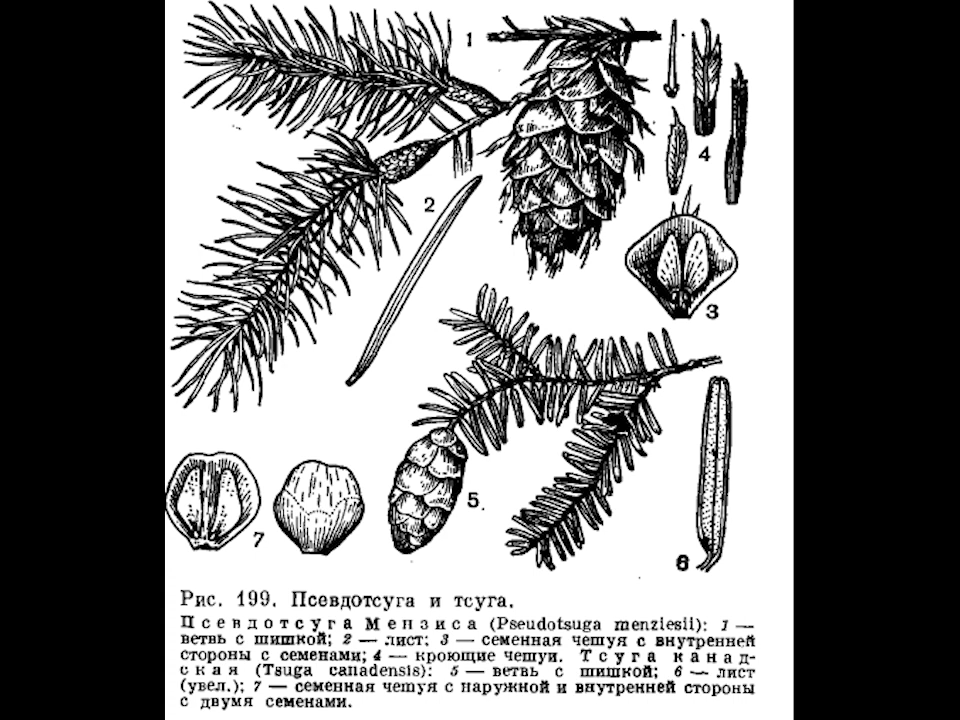 1
4
2
3
5
7
6
Рис. 199. Псевдотсуга и тсуга.
Псевдотсуга Мензиса (Pseudotsuga menziesii): 1 —
ветвь с шишкой; 2 — лист; 3 — семенная чешуя с внутренней
стороны с семенами; 4 — кроющие чешуи. Тсуга канад-
ская (Tsuga canadensis): 5 — ветвь с шишкой; 6 — лист
(увел.); 7 — семенная чешуя с наружной и внутренней стороны
с двумя семенами.